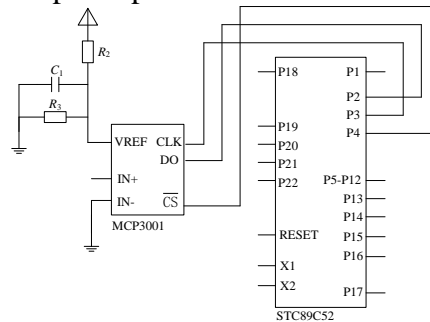 R2
C1
R3
VREF CLK
DO
IN+
IN- CS
MCP3001
P18 P1
P2
P3
P19 P4
P20
P21
P22 P5-P12
P13
P14
RESET P15
P16
X1
X2 P17
STC89C52